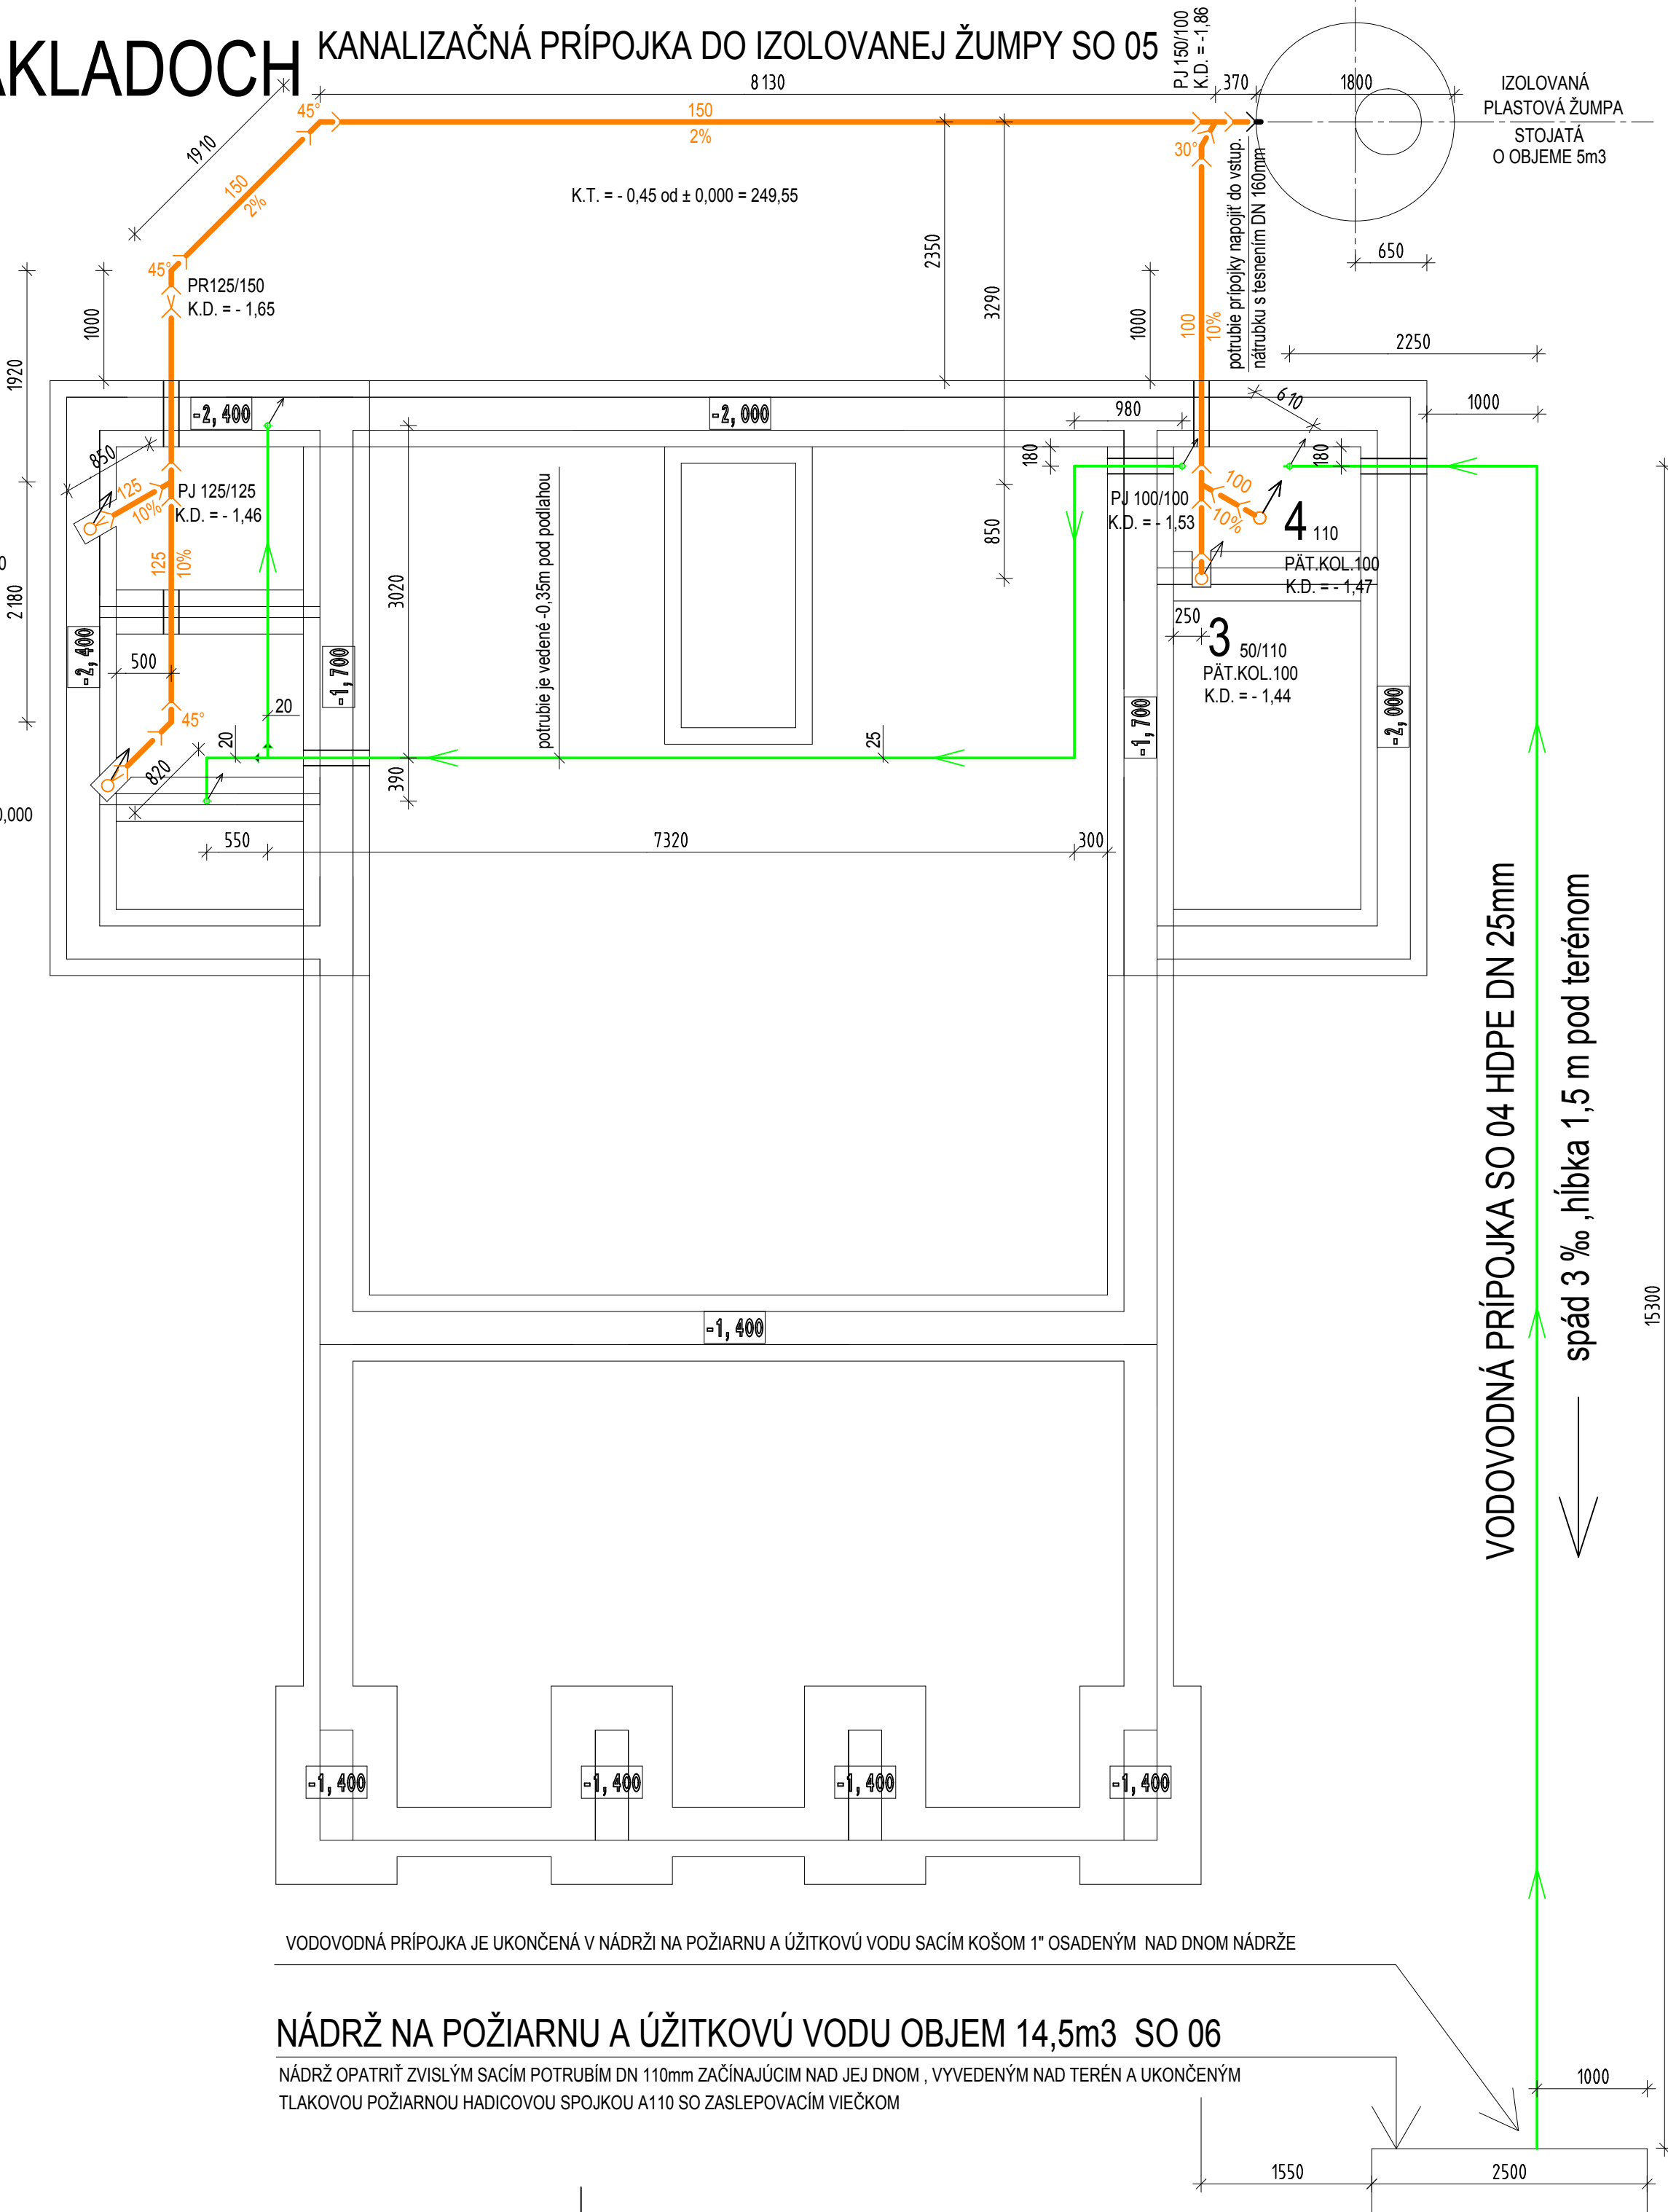 AKLADOCH
KANALIZAČNÁ PRÍPOJKA DO IZOLOVANEJ ŽUMPY SO 05
PJ 150/100
K.D. = -1,86
8130
370
1800
IZOLOVANÁ
PLASTOVÁ ŽUMPA
STOJATÁ
O OBJEME 5m3
45°
150
2%
1910
150
2%
30°
K.T. = - 0,45 od ± 0,000 = 249,55
potrubie prípojky napojiť do vstup.
nátrubku s tesnením DN 160mm
2350
3290
650
45°
PR125/150
K.D. = - 1,65
1000
1000
100
10%
1920
2250
-2,400
-2,000
980
610
1000
850
180
180
125
10%
PJ 125/125
K.D. = - 1,46
PJ 100/100
K.D. = - 1,53
100
10%
4 110
PÄT.KOL.100
K.D. = - 1,47
850
125
10%
0
2180
3020
potrubie je vedené -0,35m pod podlahou
-2,400
500
-1,700
250
3 50/110
PÄT.KOL.100
K.D. = - 1,44
-1,700
-2,000
45°
20
20
25
820
390
0,000
550
7320
300
VODOVODNÁ PRÍPOJKA SO 04 HDPE DN 25mm
spád 3 ‰ ,hĺbka 1,5 m pod terénom
15300
-1,400
-1,400
-1,400
-1,400
-1,400
VODOVODNÁ PRÍPOJKA JE UKONČENÁ V NÁDRŽI NA POŽIARNU A ÚŽITKOVÚ VODU SACÍM KOŠOM 1" OSADENÝM NAD DNOM NÁDRŽE
NÁDRŽ NA POŽIARNU A ÚŽITKOVÚ VODU OBJEM 14,5m3 SO 06
NÁDRŽ OPATRIŤ ZVISLÝM SACÍM POTRUBÍM DN 110mm ZAČÍNAJÚCIM NAD JEJ DNOM , VYVEDENÝM NAD TERÉN A UKONČENÝM
TLAKOVOU POŽIARNOU HADICOVOU SPOJKOU A110 SO ZASLEPOVACÍM VIEČKOM
1000
1550
2500